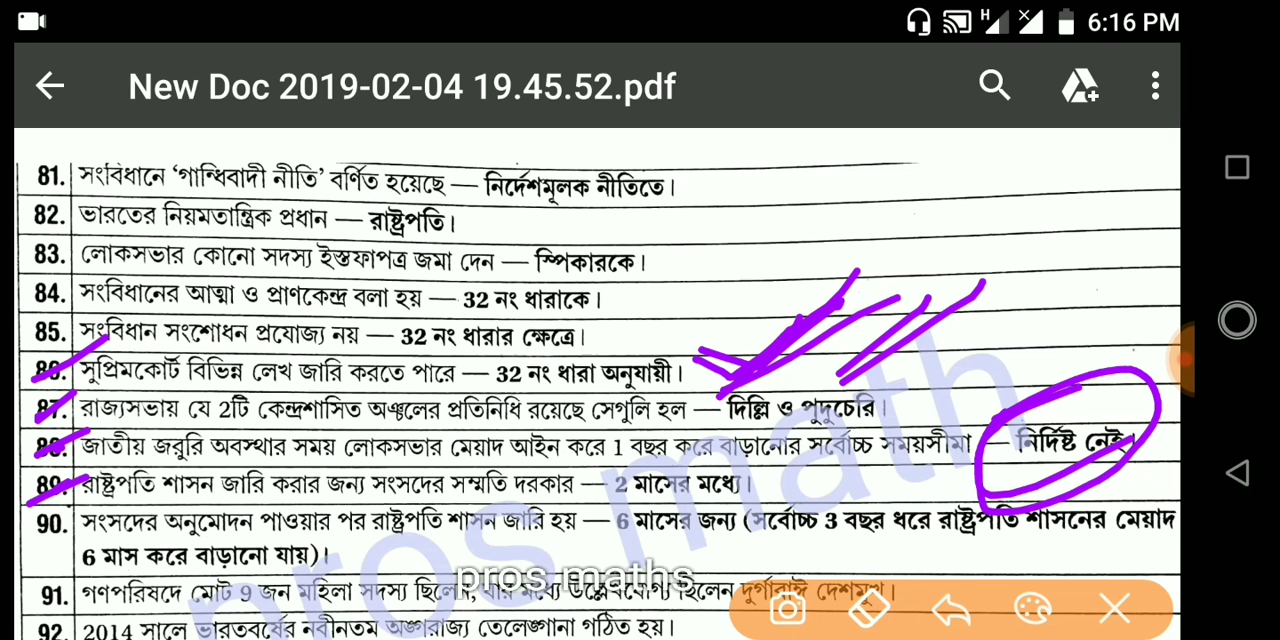 H 6:16 PM
New Doc 2019-02-04 19.45.52.pdf
81. সংবিধানে ‘গান্ধিবাদী নীতি’ বর্ণিত হয়েছে — নির্দেশমূলক নীতিতে।
82. ভারতের নিয়মতান্ত্রিক প্রধান — রাষ্ট্রপতি।
83. লোকসভার কোনো সদস্য ইস্তফাপত্র জমা দেন — স্পিকারকে।
84. সংবিধানের আত্মা ও প্রাণকেন্দ্র বলা হয় — 32 নং ধারাকে।
85. সংবিধান সংশোধন প্রযোজ্য নয় — 32 নং ধারার ক্ষেত্রে।
86. সুপ্রিমকোর্ট বিভিন্ন লেখ জারি করতে পারে — 32 নং ধারা অনুযায়ী।
87. রাজ্যসভায় যে 2টি কেন্দ্রশাসিত অঞ্চলের প্রতিনিধি রয়েছে সেগুলি হল — দিল্লি ও পুদুচেরি।
88. জাতীয় জরুরি অবস্থার সময় লোকসভার মেয়াদ আইন করে 1 বছর করে বাড়ানোর সর্বোচ্চ সময়সীমা — নির্দিষ্ট নেই।
89. রাষ্ট্রপতি শাসন জারি করার জন্য সংসদের সম্মতি দরকার — 2 মাসের মধ্যে।
90. সংসদের অনুমোদন পাওয়ার পর রাষ্ট্রপতি শাসন জারি হয় — 6 মাসের জন্য (সর্বোচ্চ 3 বছর ধরে রাষ্ট্রপতি শাসনের মেয়াদ
6 মাস করে বাড়ানো যায়)।
pros maths
91. গণপরিষদে মোট 9 জন মহিলা সদস্য ছিলেন, যার মধ্যে উল্লেখযোগ্য ছিলেন দুর্গাবাঈ দেশমুখ।
92. 2014 সালে ভারতবর্ষের নবীনতম অঙ্গরাজ্য তেলেঙ্গানা গঠিত হয়।
pros math